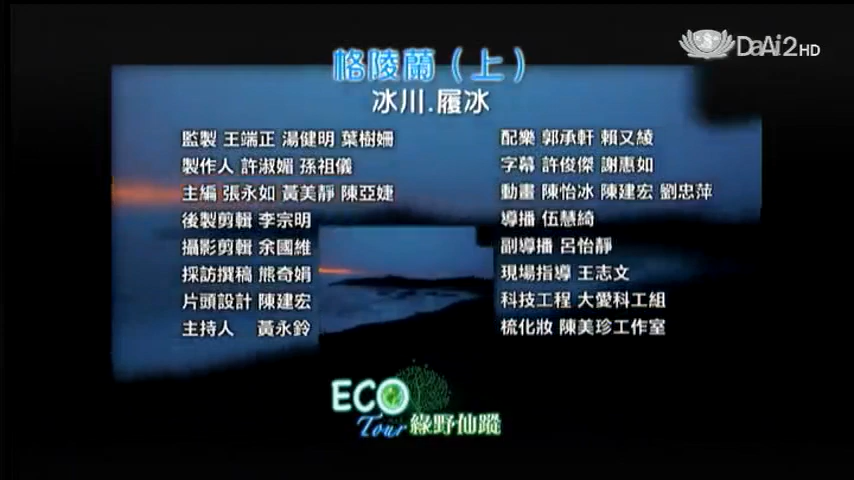 DaAi2HD
格陵蘭（上）
冰川.履冰
監製 王端正 湯健明 葉樹姍
製作人 許淑媚 孫祖儀
主編 張永如 黃美靜 陳亞婕
後製剪輯 李宗明
攝影剪輯 余國維
採訪撰稿 熊奇娟
片頭設計 陳建宏
主持人 黃永鈴
配樂 郭承軒 賴又綾
字幕 許俊傑 謝惠如
動畫 陳怡冰 陳建宏 劉忠萍
導播 伍慧綺
副導播 呂怡靜
現場指導 王志文
科技工程 大愛科工組
梳化妝 陳美珍工作室
ECO
Tour 綠野仙蹤